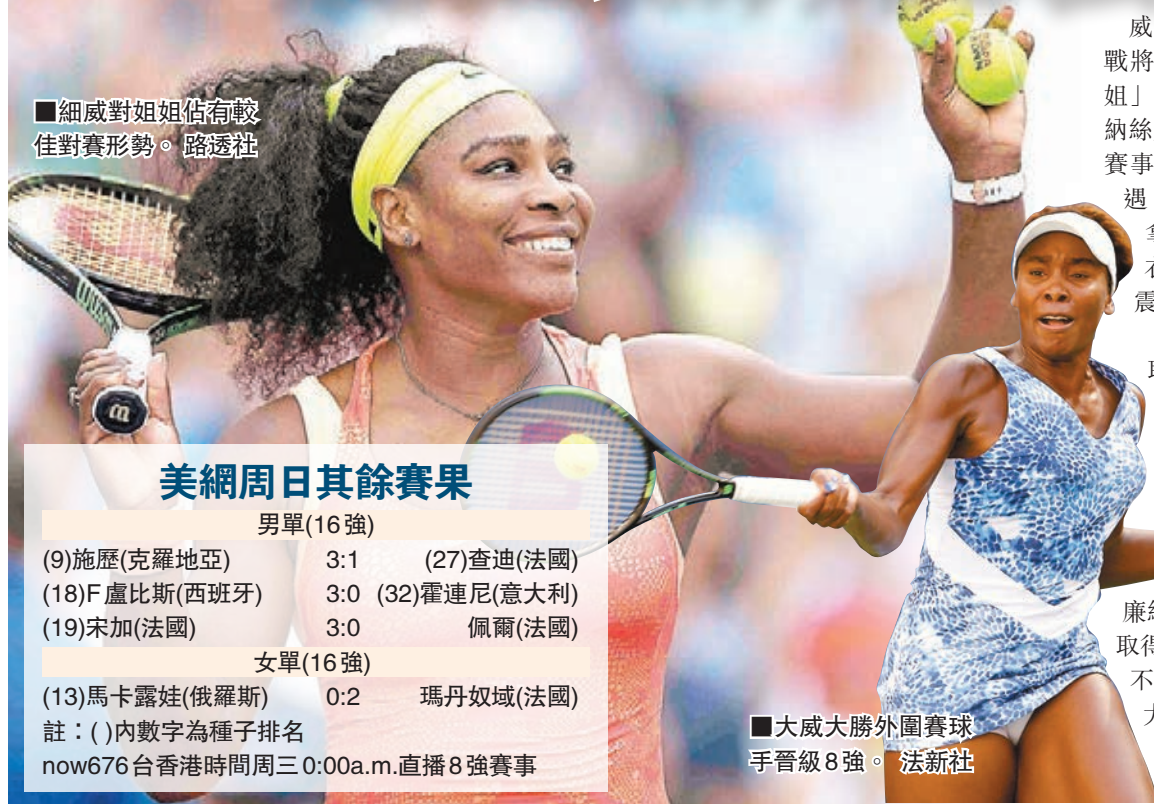 ■細威對姐姐佔有較
佳對賽形勢。 路透社
威
戰將
姐」
納絲
賽事
遇
震
美網周日其餘賽果
男單(16強)
(9)施歷(克羅地亞) 3:1 (27)查迪(法國)
(18)F盧比斯(西班牙) 3:0 (32)霍連尼(意大利)
(19)宋加(法國) 3:0 佩爾(法國)
女單(16強)
(13)馬卡露娃(俄羅斯) 0:2 瑪丹奴域(法國)
註：( )內數字為種子排名
now676台香港時間周三0:00a.m.直播8強賽事
■大威大勝外圍賽球
手晉級8強。 法新社
廉
取得
不